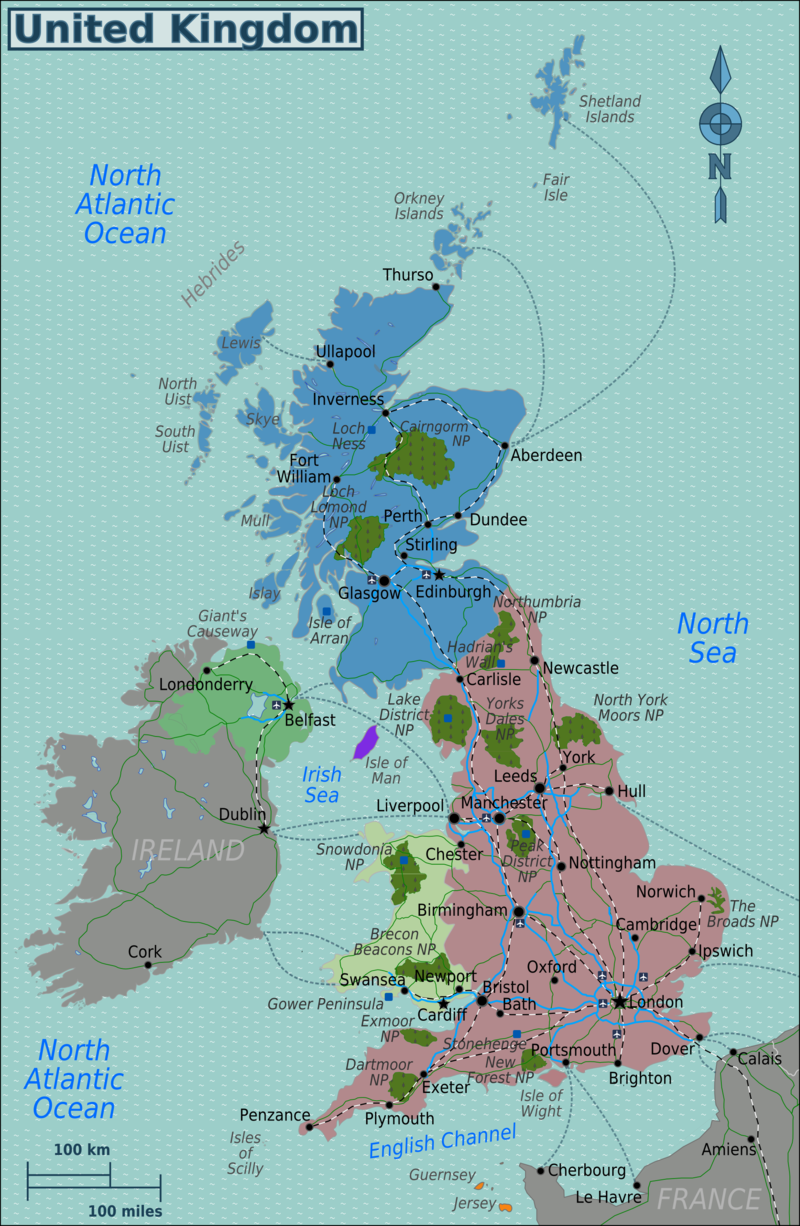 United Kingdom
Shetland
Islands
N
North
Atlantic
Ocean
Fair
Isle
Orkney
Islands
Hebrides
Thurso
Lewis
Ullapool
North
Uist
Inverness
Skye
Loch
Ness
Cairngorm
NP
South
Uist
Aberdeen
Fort
William
Loch
Lomond
NP
Mull
Perth
Dundee
Stirling
Glasgow
Edinburgh
Islay
Northumbria
NP
Giant's
Causeway
Isle of
Arran
North
Sea
Hadrian's
Wall
Newcastle
Londonderry
Carlisle
Lake
District
NP
Yorks
Dales
NP
North York
Moors NP
Belfast
Isle of
Man
York
Irish
Sea
Leeds
Hull
Liverpool
Manchester
Dublin
IRELAND
Snowdonia
NP
Chester
Peak
District
NP
Nottingham
Norwich
The
Broads NP
Birmingham
Cambridge
Brecon
Beacons NP
Ipswich
Cork
Oxford
Swansea
Newport
Bristol
Gower Peninsula
Cardiff
Bath
London
Exmoor
NP
Stonehenge
North
Atlantic
Ocean
Dartmoor
NP
New
Forest NP
Portsmouth
Dover
Calais
Exeter
Brighton
Isle of
Wight
Penzance
Plymouth
Isles
of
Scilly
English Channel
Amiens
100 km
100 miles
Guernsey
Jersey
Cherbourg
Le Havre
FRANCE